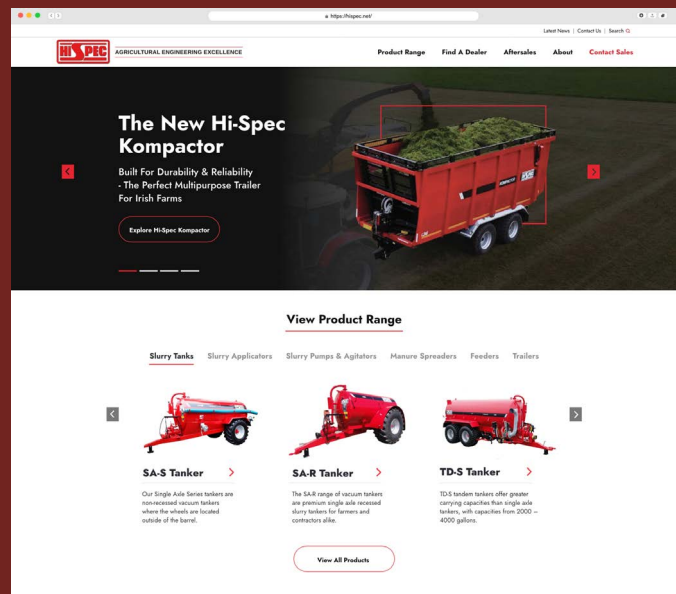 https://hispec.net/
Latest News | Contact Us | Search
HiSPEC
AGRICULTURAL ENGINEERING EXCELLENCE
Product Range Find A Dealer Aftersales About Contact Sales
The New Hi-Spec
Kompactor
Built For Durability & Reliability
- The Perfect Multipurpose Trailer
For Irish Farms
Explore Hi-Spec Kompactor
KOMPACTOR
View Product Range
Slurry Tanks Slurry Applicators Slurry Pumps & Agitators Manure Spreaders Feeders Trailers
SA-S Tanker
SA-R Tanker
TD-S Tanker
Our Single Axle Series tankers are
non-recessed vacuum tankers
where the wheels are located
outside of the barrel.
The SA-R range of vacuum tankers
are premium single axle recessed
slurry tankers for farmers and
contractors alike.
TD-S tandem tankers offer greater
carrying capacities than single axle
tankers, with capacities from 2000 –
4000 gallons.
View All Products